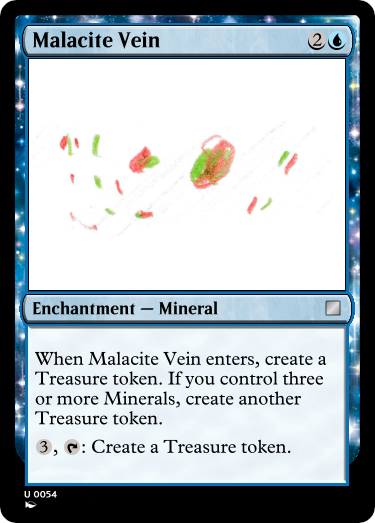 Malacite Vein 2
Enchantment — Mineral
When Malacite Vein enters, create a
Treasure token. If you control three
or more Minerals, create another
Treasure token.
3, : Create a Treasure token.
U 0054